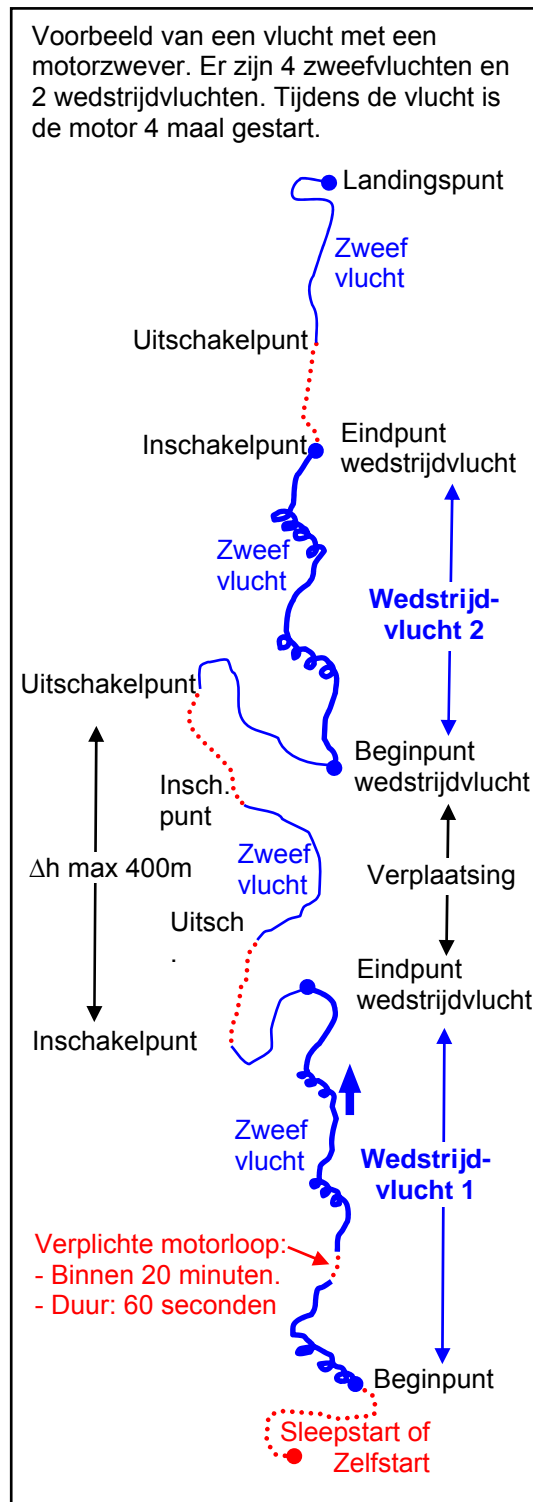 Voorbeeld van een vlucht met een
motorzwever. Er zijn 4 zweefvluchten en
2 wedstrijdvluchten. Tijdens de vlucht is
de motor 4 maal gestart.
Landingspunt
Zweef
vlucht
Uitschakelpunt
Inschakelpunt
Eindpunt
wedstrijdvlucht
Zweef
vlucht
Wedstrijd-
vlucht 2
Uitschakelpunt
Beginpunt
wedstrijdvlucht
Insch.
punt
Δh max 400m
Zweef
vlucht
Verplaatsing
Uitsch
.
Eindpunt
wedstrijdvlucht
Inschakelpunt
Zweef
vlucht
Wedstrijd-
vlucht 1
Verplichte motorloop:
- Binnen 20 minuten.
- Duur: 60 seconden
Beginpunt
Sleepstart of
Zelfstart